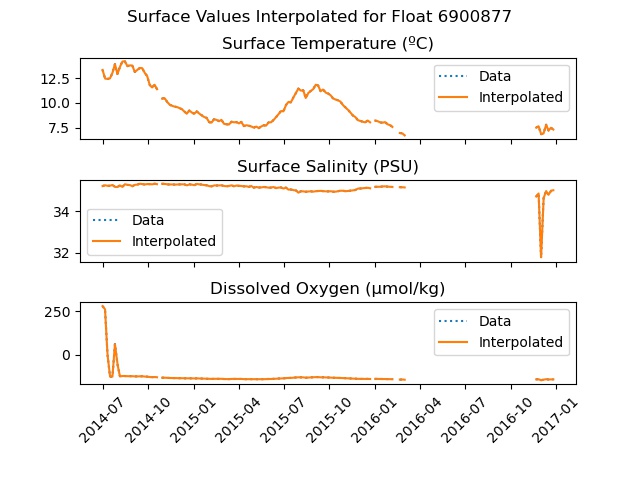 Surface Values Interpolated for Float 6900877
Surface Temperature (ºC)
12.5
10.0
7.5
Data
Interpolated
Surface Salinity (PSU)
34
32
Data
Interpolated
Dissolved Oxygen (μmol/kg)
250
0
Data
Interpolated
2014-07
2014-10
2015-01
2015-04
2015-07
2015-10
2016-01
2016-04
2016-07
2016-10
2017-01